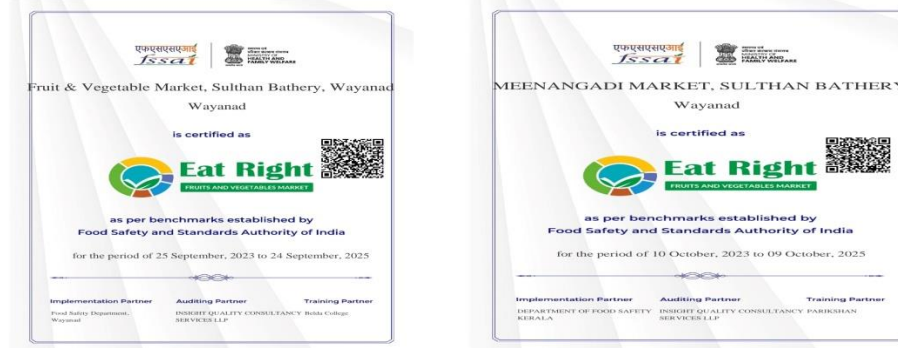 एफएसएसएआई
fssai
MINISTRY OF
HEALTH AND
FAMILY WELFARE
Fruit & Vegetable Market, Sulthan Bathery, Wayanad
Wayanad
is certified as
Eat Right
FRUITS AND VEGETABLES MARKET
as per benchmarks established by
Food Safety and Standards Authority of India
for the period of 25 September, 2023 to 24 September, 2025
Implementation Partner
Food Safety Department,
Wayanad
Auditing Partner
INSIGHT QUALITY CONSULTANCY
SERVICES LLP
Training Partner
Belda College,
एफएसएसएआई
fssai
MINISTRY OF
HEALTH AND
FAMILY WELFARE
MEENANGADI MARKET, SULTHAN BATHERY
Wayanad
is certified as
Eat Right
FRUITS AND VEGETABLES MARKET
as per benchmarks established by
Food Safety and Standards Authority of India
for the period of 10 October, 2023 to 09 October, 2025
Implementation Partner
DEPARTMENT OF FOOD SAFETY
KERALA
Auditing Partner
INSIGHT QUALITY CONSULTANCY
SERVICES LLP
Training Partner
PARIKSHAN